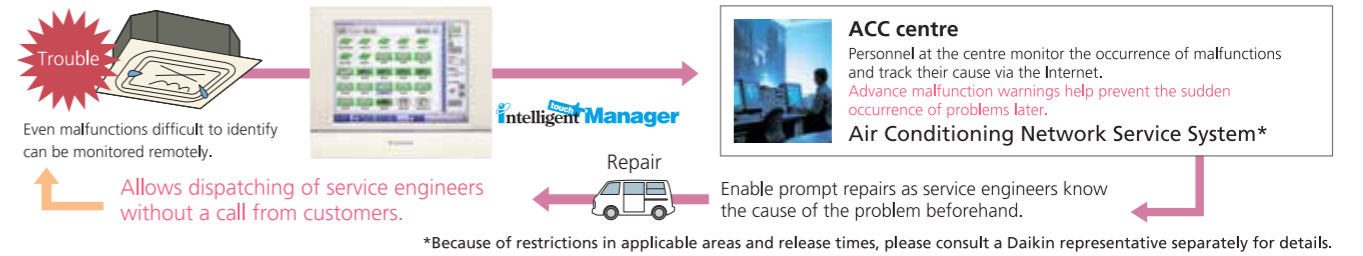 Trouble
Even malfunctions difficult to identify
can be monitored remotely.
intelligent touch Manager
ACC centre
Personnel at the centre monitor the occurrence of malfunctions
and track their cause via the Internet.
Advance malfunction warnings help prevent the sudden
occurrence of problems later.
Air Conditioning Network Service System*
Allows dispatching of service engineers
without a call from customers.
Repair
Enable prompt repairs as service engineers know
the cause of the problem beforehand.
*Because of restrictions in applicable areas and release times, please consult a Daikin representative separately for details.